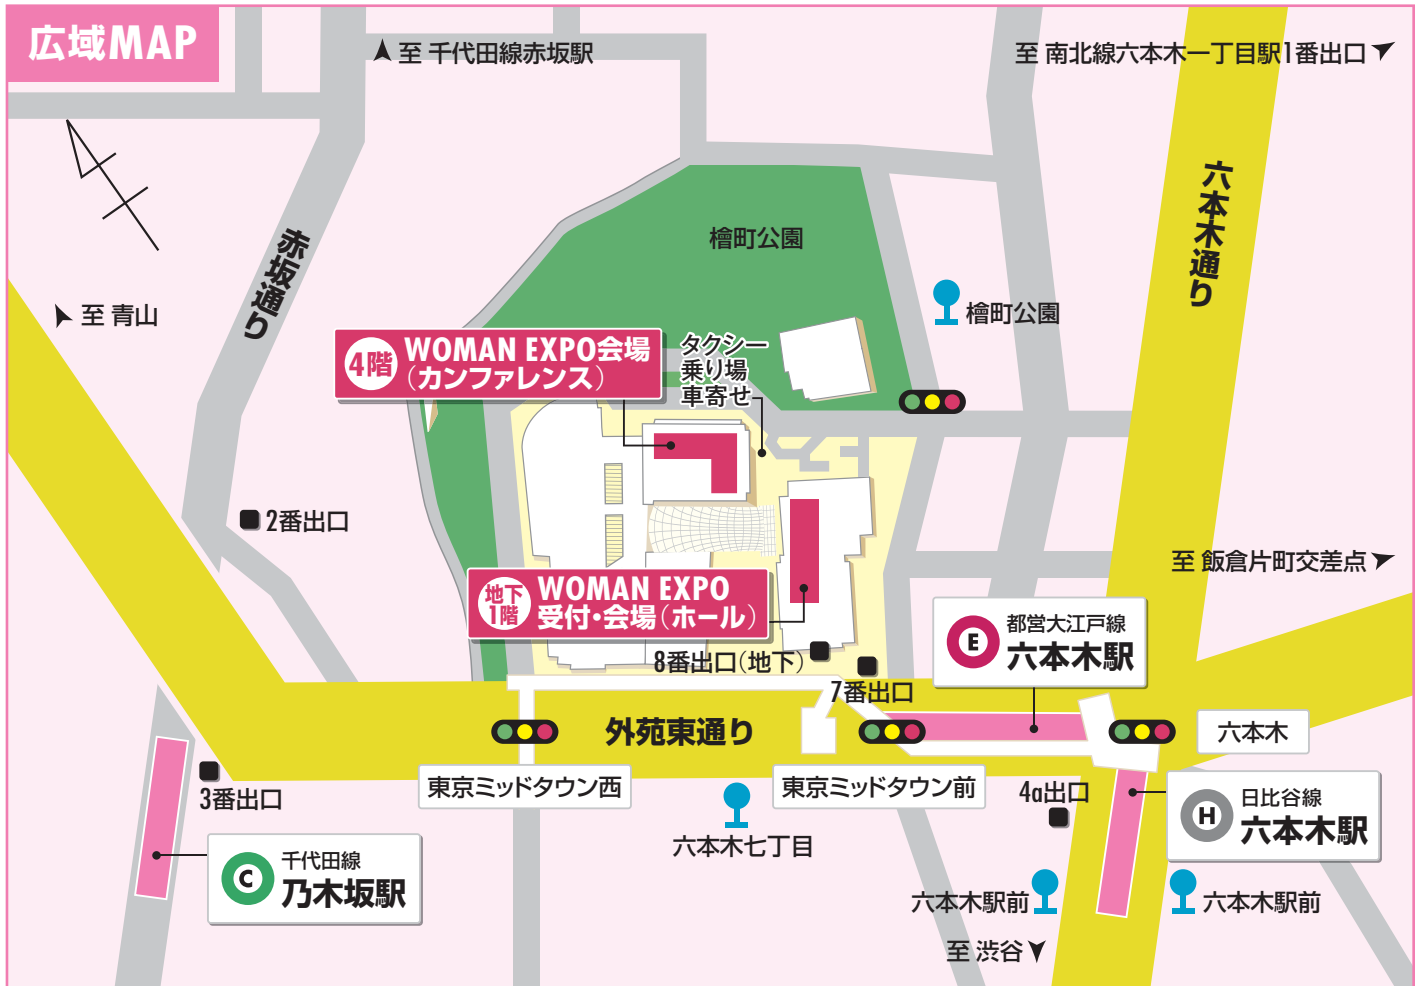 広域MAP
至 千代田線赤坂駅
至 南北線六本木一丁目駅1番出口
六本木通り
赤坂通り
檜町公園
至 青山
檜町公園
4階
WOMAN EXPO会場
（カンファレンス）
タクシー
乗り場
車寄せ
2番出口
至 飯倉片町交差点
地下
1階
WOMAN EXPO
受付・会場（ホール）
E
都営大江戸線
六本木駅
8番出口（地下）
7番出口
外苑東通り
六本木
3番出口
東京ミッドタウン西
東京ミッドタウン前
4a出口
H
日比谷線
六本木駅
六本木七丁目
C
千代田線
乃木坂駅
六本木駅前
六本木駅前
至 渋谷